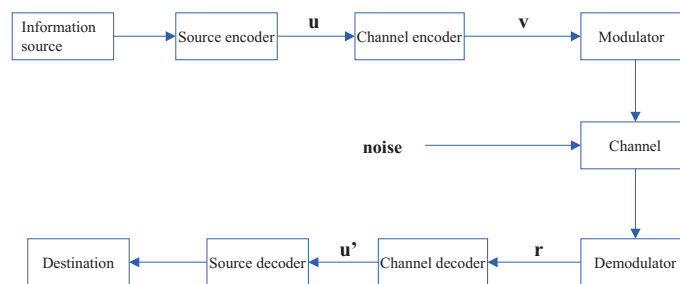 Information
source
Source encoder
u
Channel encoder
v
Modulator
noise
Channel
Destination
Source decoder
u’
Channel decoder
r
Demodulator